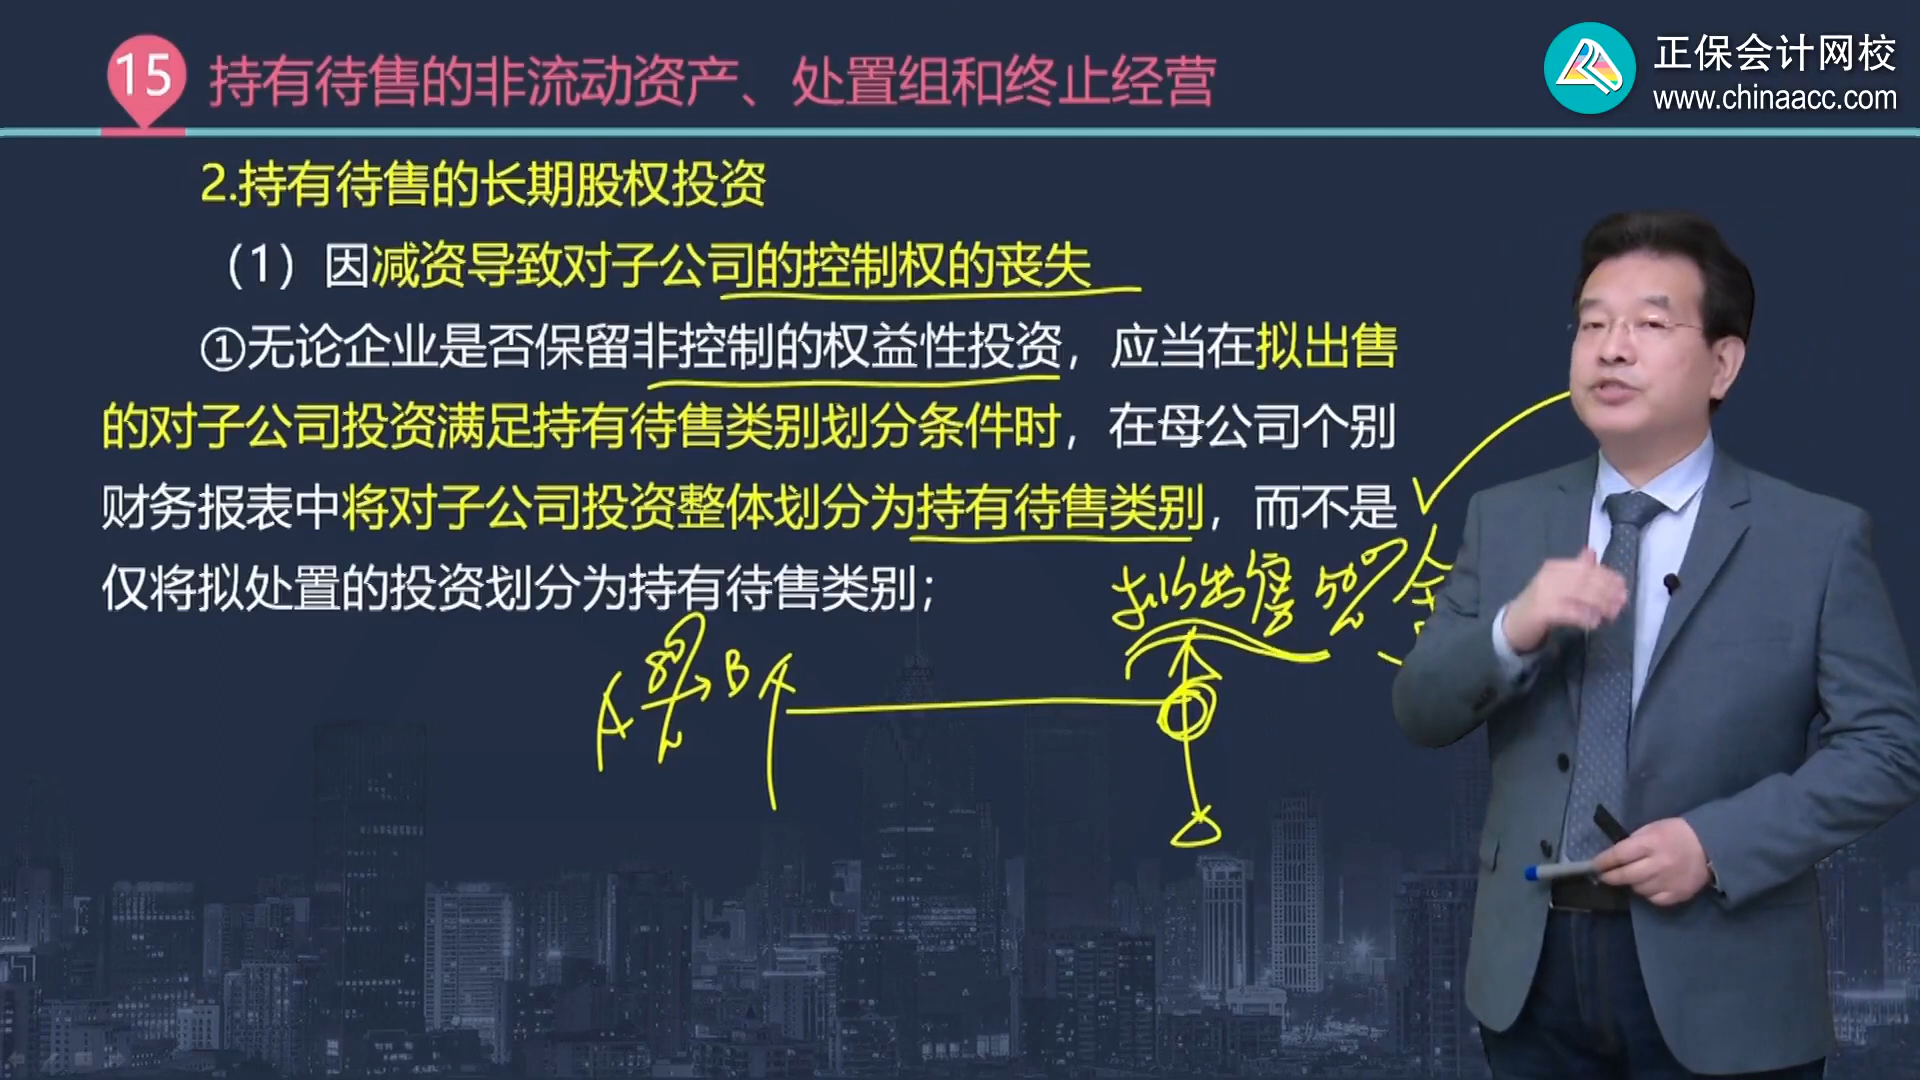 15 持有待售的非流动资产、处置组和终止经营
正保会计网校
www.chinaacc.com
2.持有待售的长期股权投资
（1）因减资导致对子公司的控制权的丧失
①无论企业是否保留非控制的权益性投资，应当在拟出售
的对子公司投资满足持有待售类别划分条件时，在母公司个别
财务报表中将对子公司投资整体划分为持有待售类别，而不是
仅将拟处置的投资划分为持有待售类别；
拟出售 50%
A 80% B A